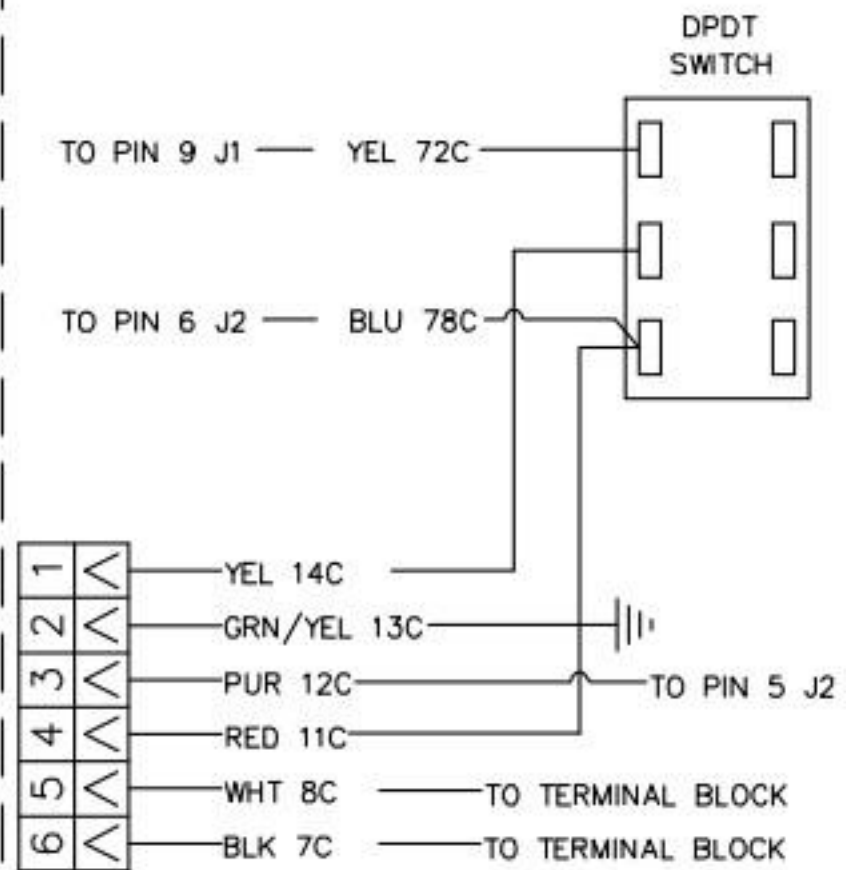 DPDT
SWITCH
TO PIN 9 J1 YEL 72C
TO PIN 6 J2 BLU 78C
1 YEL 14C
2 GRN/YEL 13C
3 PUR 12C TO PIN 5 J2
4 RED 11C
5 WHT 8C TO TERMINAL BLOCK
6 BLK 7C TO TERMINAL BLOCK